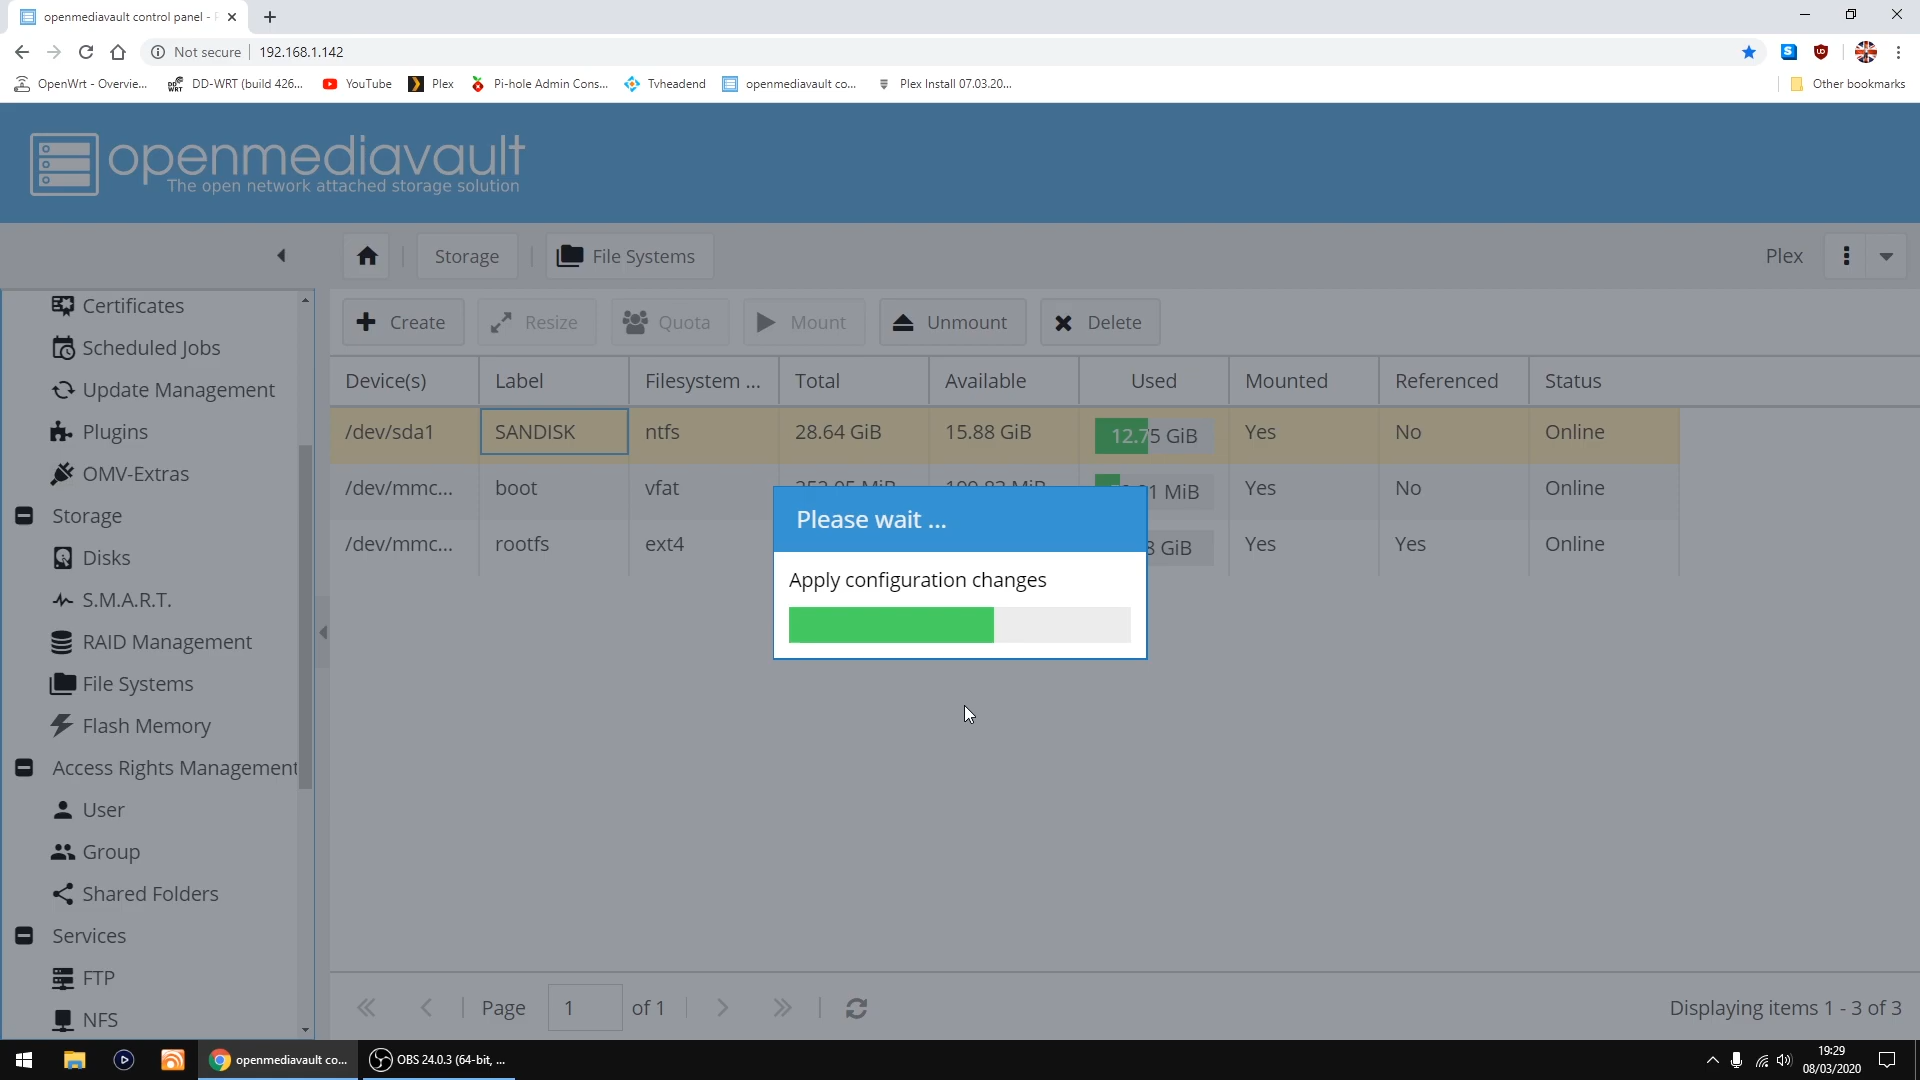 openmediavault control panel -
Not secure
192.168.1.142
OpenWrt - Overvie...
DD-WRT (build 426...
YouTube
Plex
Pi-hole Admin Cons...
Tvheadend
openmediavault co...
Plex Install 07.03.20...
Other bookmarks
openmediavault
The open network attached storage solution
Storage
File Systems
Plex
Certificates
Scheduled Jobs
Update Management
Plugins
OMV-Extras
Storage
Disks
S.M.A.R.T.
RAID Management
File Systems
Flash Memory
Access Rights Management
User
Group
Shared Folders
Services
FTP
NFS
Create
Resize
Quota
Mount
Unmount
Delete
Device(s) Label Filesystem ... Total Available Used Mounted Referenced Status
/dev/sda1 SANDISK ntfs 28.64 GiB 15.88 GiB 12.75 GiB Yes No Online
/dev/mmc... boot vfat 1 MiB Yes No Online
/dev/mmc... rootfs ext4 GiB Yes Yes Online
Please wait ...
Apply configuration changes
Page 1 of 1
Displaying items 1 - 3 of 3
openmediavault co...
OBS 24.0.3 (64-bit, ...
19:29
08/03/2020